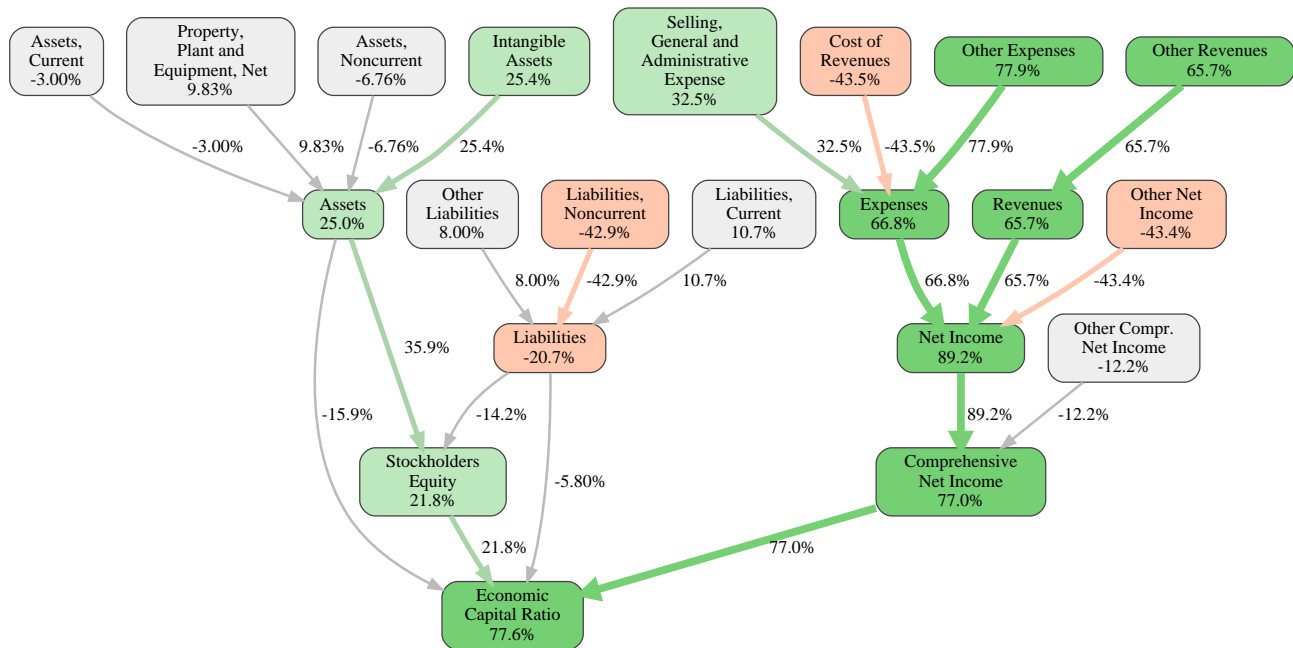 Assets,
Current
-3.00%
Property,
Plant and
Equipment, Net
9.83%
Assets,
Noncurrent
-6.76%
Intangible
Assets
25.4%
Selling,
General and
Administrative
Expense
32.5%
Cost of
Revenues
-43.5%
Other Expenses
77.9%
Other Revenues
65.7%
-3.00%
9.83%
-6.76%
25.4%
32.5%
-43.5%
77.9%
65.7%
Assets
25.0%
Other
Liabilities
8.00%
Liabilities,
Noncurrent
-42.9%
Liabilities,
Current
10.7%
Expenses
66.8%
Revenues
65.7%
Other Net
Income
-43.4%
8.00%
-42.9%
10.7%
66.8%
65.7%
-43.4%
35.9%
Liabilities
-20.7%
Net Income
89.2%
Other Compr.
Net Income
-12.2%
-15.9%
-14.2%
89.2%
-12.2%
Stockholders
Equity
21.8%
-5.80%
Comprehensive
Net Income
77.0%
21.8%
77.0%
Economic
Capital Ratio
77.6%